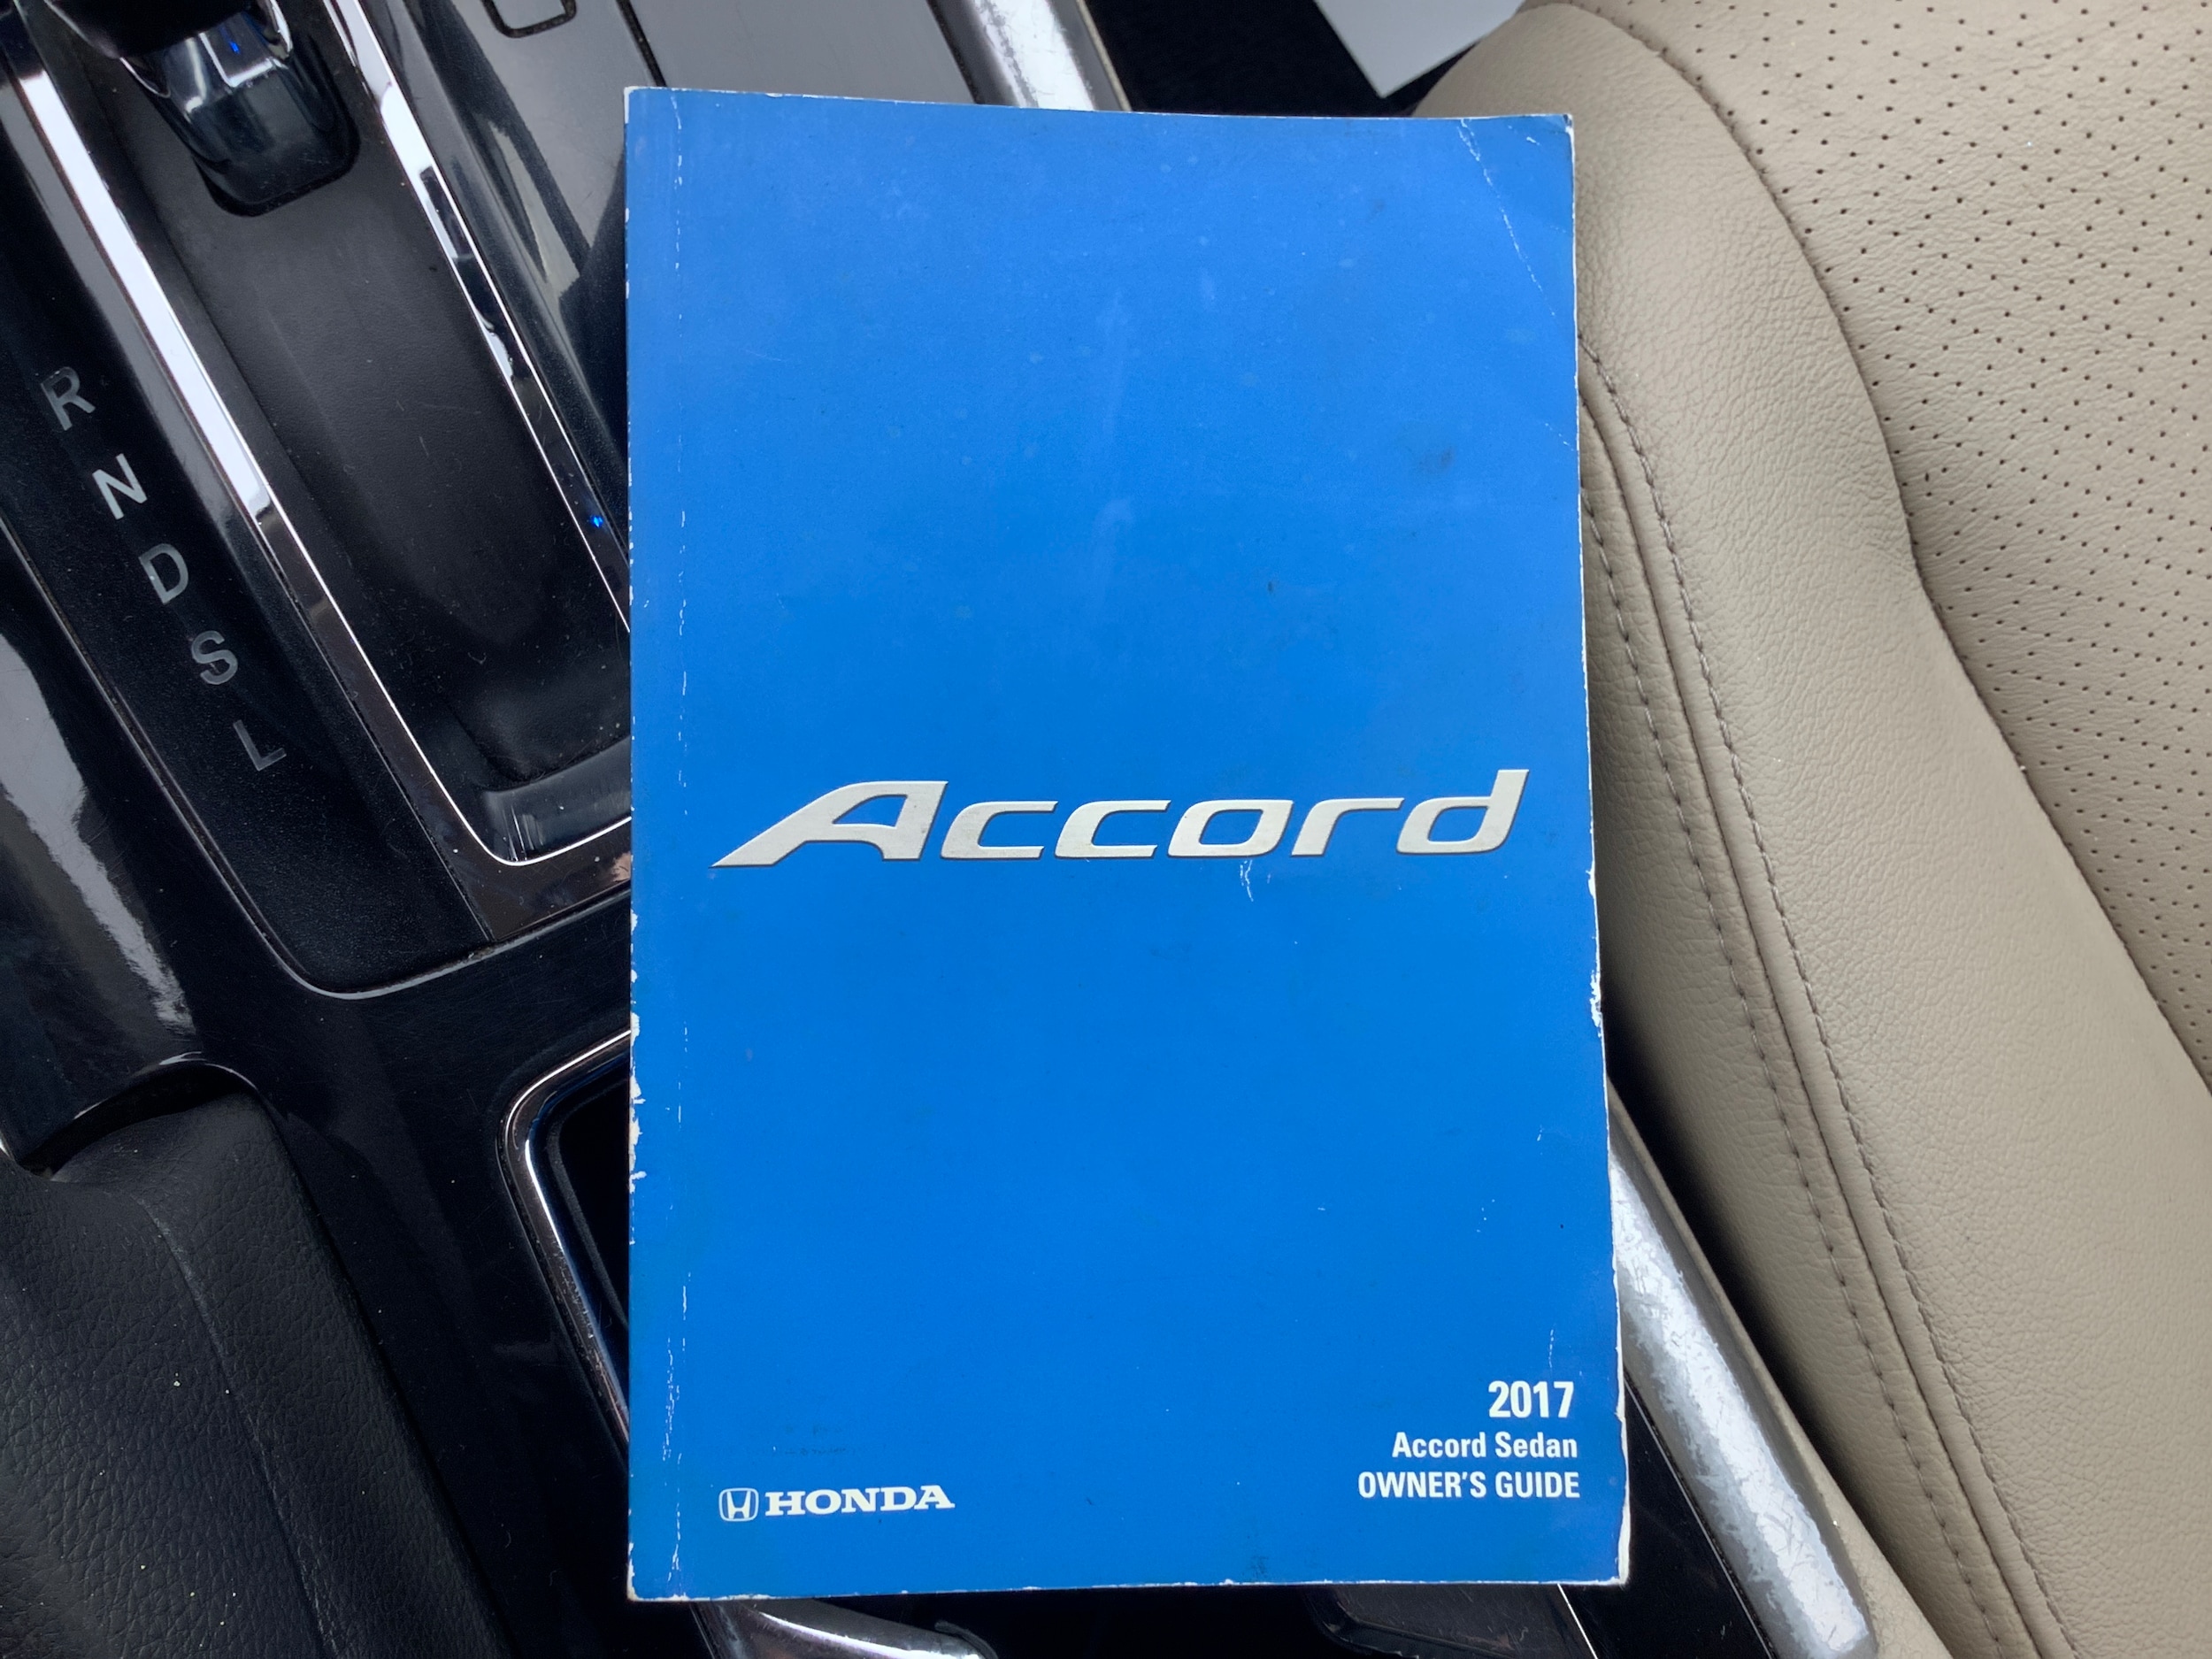 R
N
D
S
L
Accord
2017
Accord Sedan
OWNER'S GUIDE
HONDA